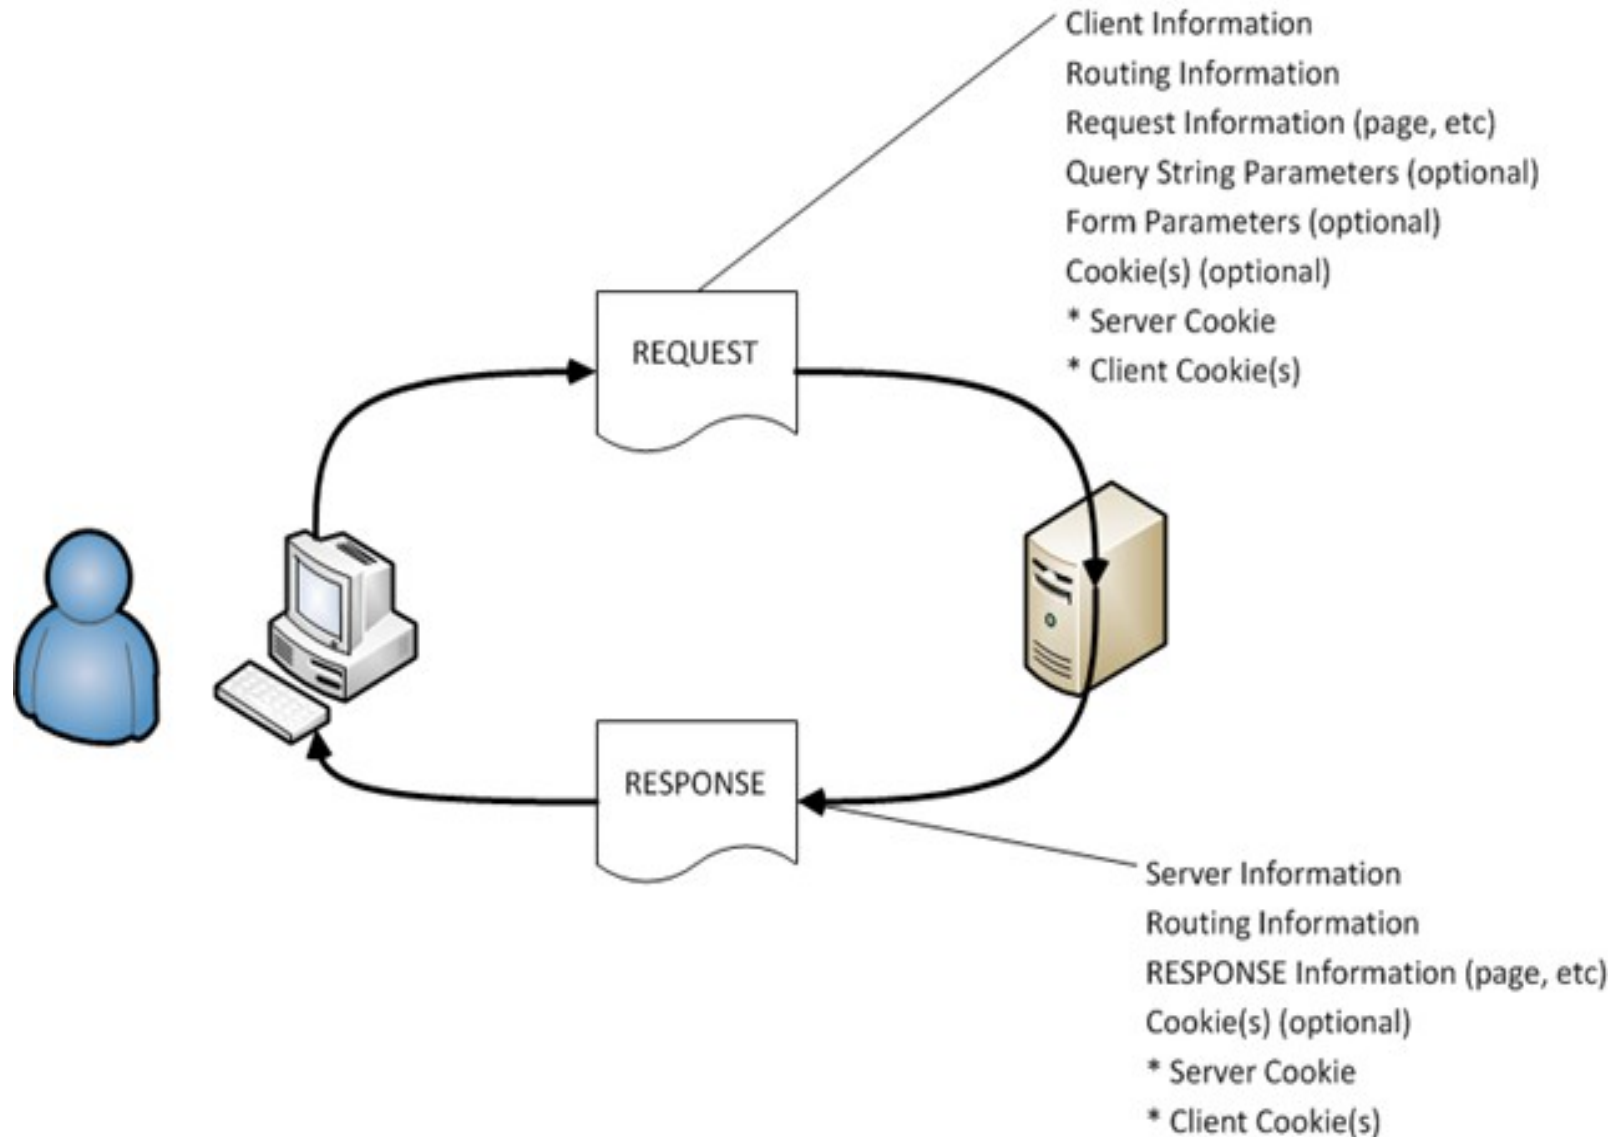 Client Information
Routing Information
Request Information (page, etc)
Query String Parameters (optional)
Form Parameters (optional)
Cookie(s) (optional)
* Server Cookie
* Client Cookie(s)
REQUEST
RESPONSE
Server Information
Routing Information
RESPONSE Information (page, etc)
Cookie(s) (optional)
* Server Cookie
* Client Cookie(s)